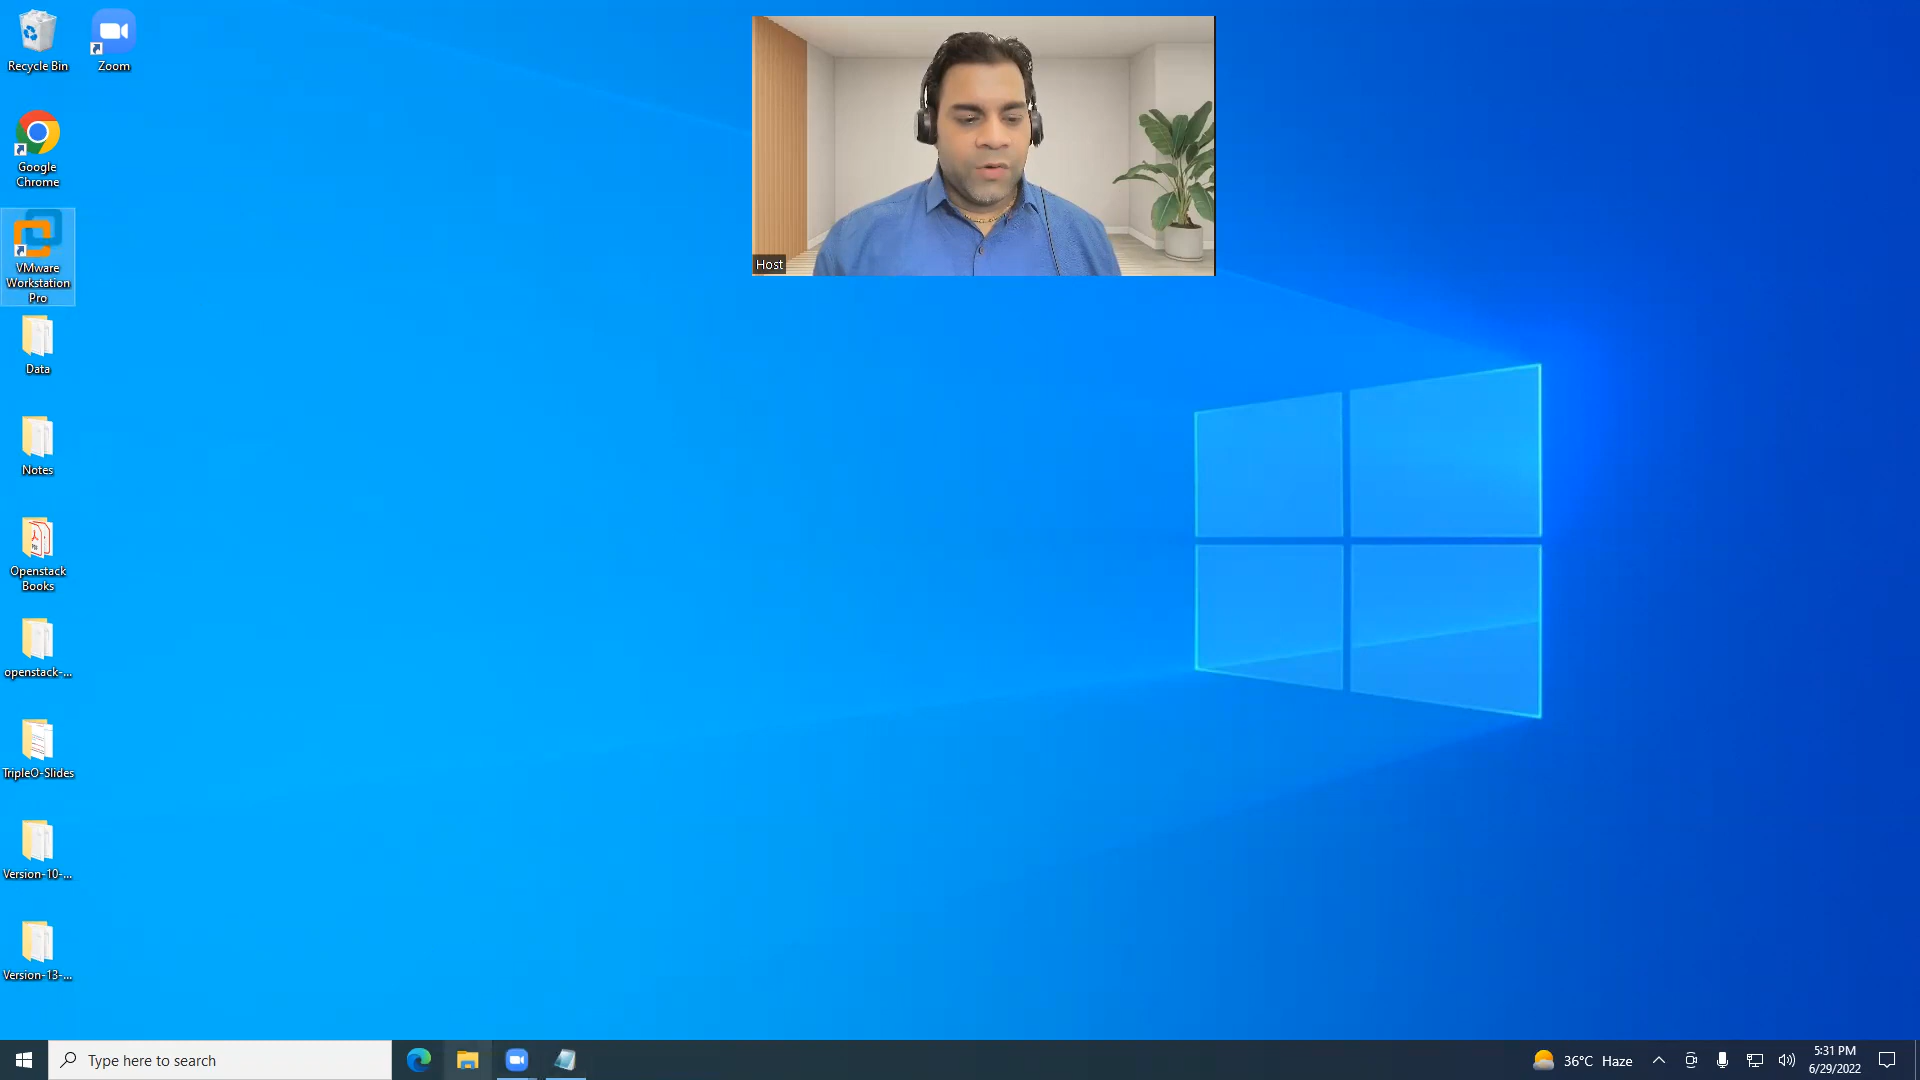 Recycle Bin
Zoom
Google
Chrome
VMware
Workstation
Pro
Data
Notes
Openstack
Books
openstack-...
TripleO-Slides
Version-10-...
Version-13-...
Host
Type here to search
36°C Haze
5:31 PM
6/29/2022